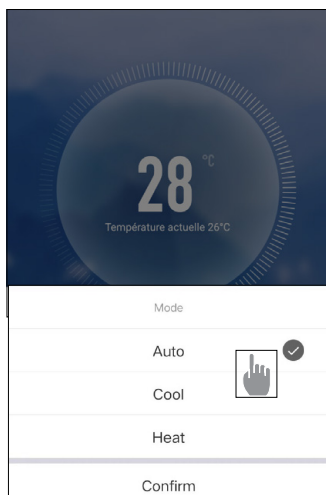 28 °C
Température actuelle 26°C
Mode
Auto
Cool
Heat
Confirm